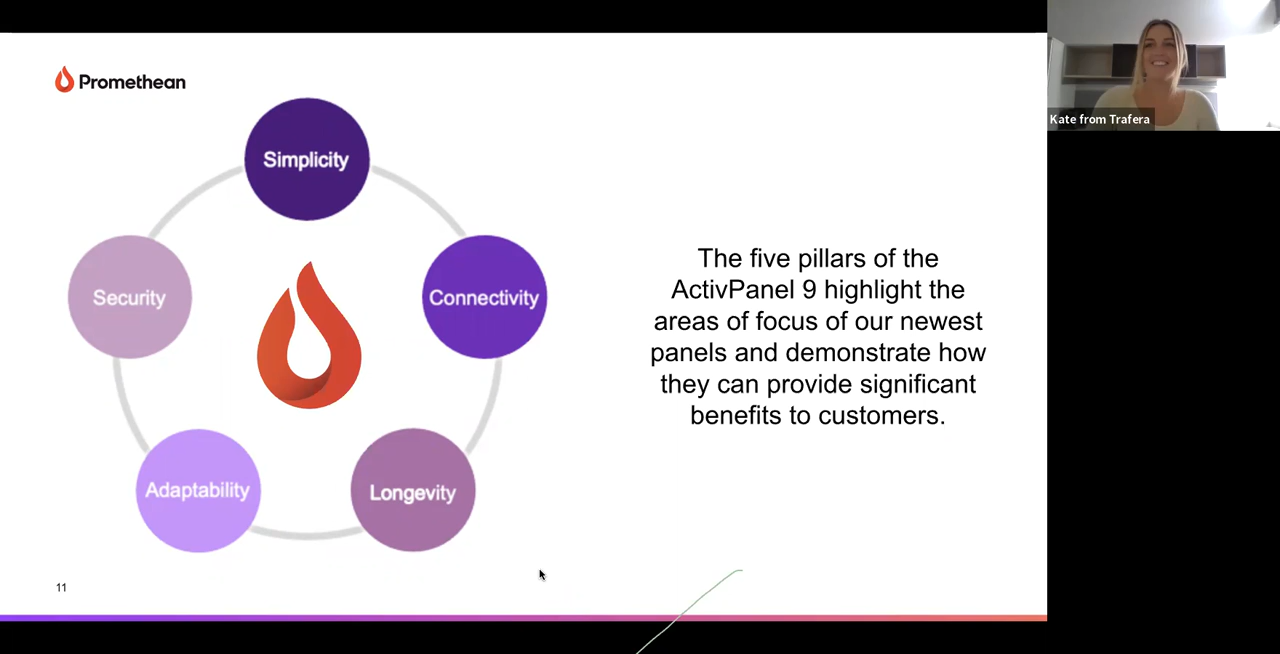 Promethean
Simplicity
Security
Connectivity
Adaptability
Longevity
The five pillars of the
ActivPanel 9 highlight the
areas of focus of our newest
panels and demonstrate how
they can provide significant
benefits to customers.
11
Kate from Trafera